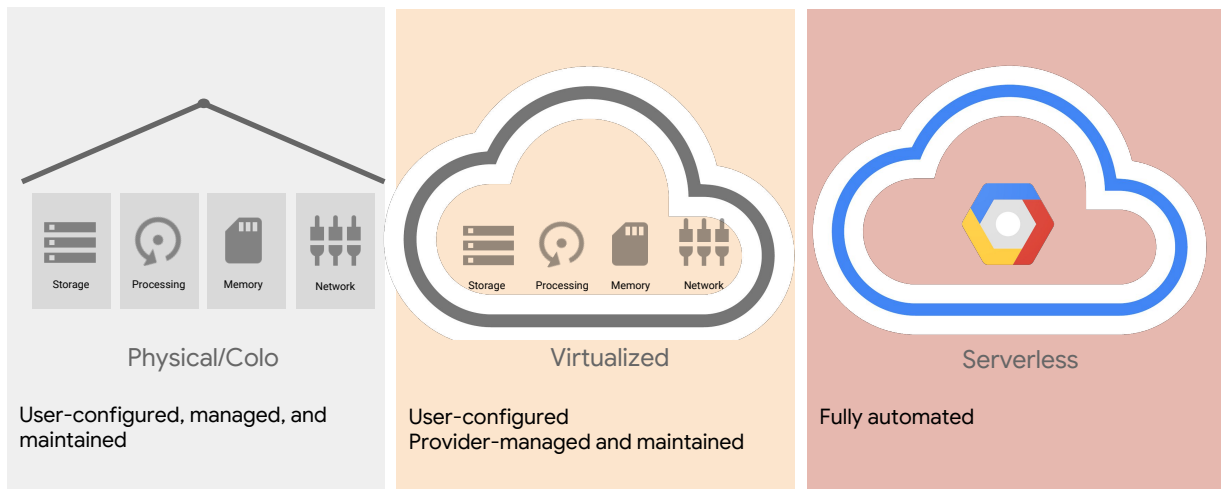 Storage
Processing
Memory
Network
Physical/Colo
User-configured, managed, and
maintained
Storage
Processing
Memory
Network
Virtualized
User-configured
Provider-managed and maintained
Serverless
Fully automated